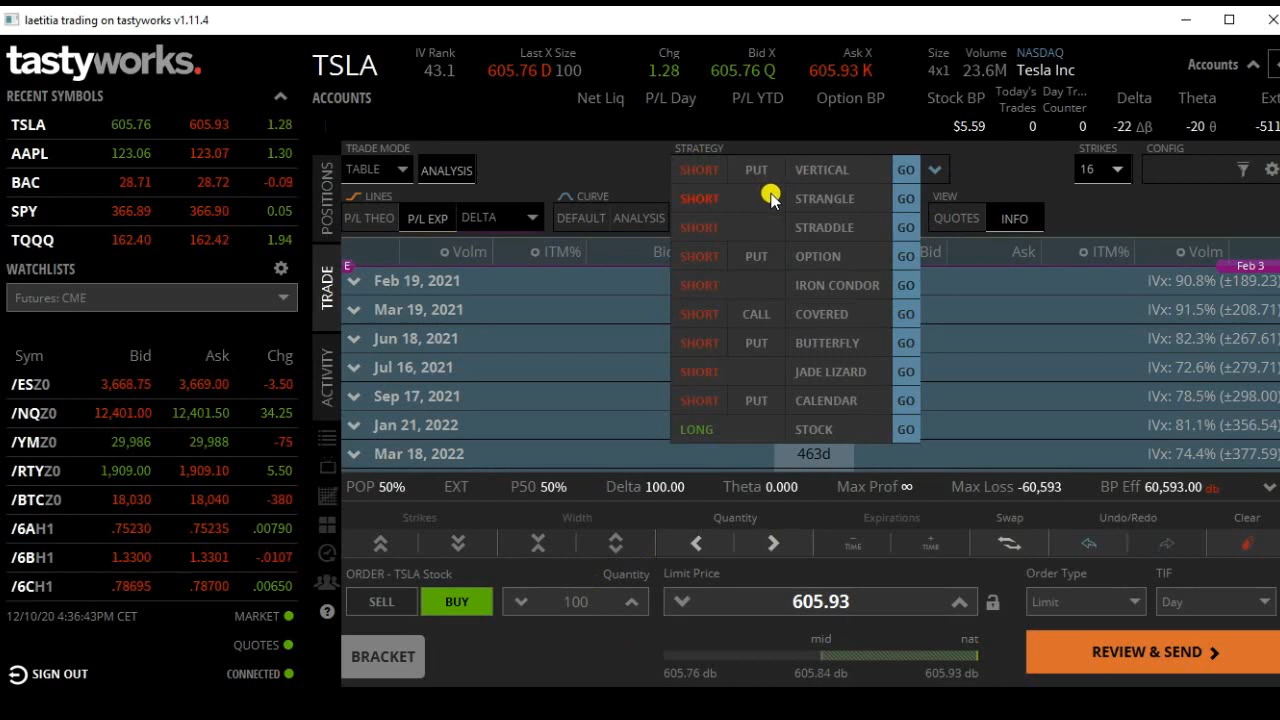 laetitia trading on tastyworks v1.11.4
tastyworks.
TSLA
IV Rank
43.1
Last X Size
605.76 D 100
Chg
1.28
Bid X
605.76 Q
Ask X
605.93 K
Size
4x1
Volume
23.6M
NASDAQ
Tesla Inc
Accounts
RECENT SYMBOLS
TSLA 605.76 605.93 1.28
AAPL 123.06 123.07 1.30
BAC 28.71 28.72 -0.09
SPY 366.89 366.90 0.05
TQQQ 162.40 162.42 1.94
WATCHLISTS
Futures: CME
Sym Bid Ask Chg
/ESZ0 3,668.75 3,669.00 -3.50
/NQZ0 12,401.00 12,401.50 34.25
/YMZ0 29,986 29,988 -75
/RTYZ0 1,909.00 1,909.10 5.50
/BTCZ0 18,030 18,040 -380
/6AH1 .75230 .75235 .00790
/6BH1 1.3300 1.3301 -.0107
/6CH1 .78695 .78700 .00650
12/10/20 4:36:43PM CET MARKET
QUOTES
SIGN OUT CONNECTED
ACCOUNTS Net Liq P/L Day P/L YTD Option BP Stock BP Today's Trades Day Tr... Counter Delta Theta Ext
$5.59 0 0 -22 Δβ -20 θ -511
POSITIONS
TRADE
ACTIVITY
TRADE MODE STRATEGY STRIKES CONFIG
TABLE ANALYSIS 16
LINES CURVE VIEW
P/L THEO P/L EXP DELTA DEFAULT ANALYSIS QUOTES INFO
SHORT PUT VERTICAL GO
SHORT STRANGLE GO
SHORT STRADDLE GO
SHORT PUT OPTION GO
SHORT IRON CONDOR GO
SHORT CALL COVERED GO
SHORT PUT BUTTERFLY GO
SHORT JADE LIZARD GO
SHORT PUT CALENDAR GO
LONG STOCK GO
Volm ITM% Bid Ask ITM% Volm
E Feb 3
Feb 19, 2021 IVx: 90.8% (±189.23)
Mar 19, 2021 IVx: 91.5% (±208.71)
Jun 18, 2021 IVx: 82.3% (±267.61)
Jul 16, 2021 IVx: 72.6% (±279.71)
Sep 17, 2021 IVx: 78.5% (±298.00)
Jan 21, 2022 IVx: 81.1% (±356.54)
Mar 18, 2022 463d IVx: 74.4% (±377.59)
POP 50% EXT P50 50% Delta 100.00 Theta 0.000 Max Prof ∞ Max Loss -60,593 BP Eff 60,593.00 db
Strikes Width Quantity Expirations Swap Undo/Redo Clear
TIME TIME
ORDER - TSLA Stock Quantity Limit Price Order Type TIF
SELL BUY 100 605.93 Limit Day
BRACKET
mid nat
605.76 db 605.84 db 605.93 db
REVIEW & SEND